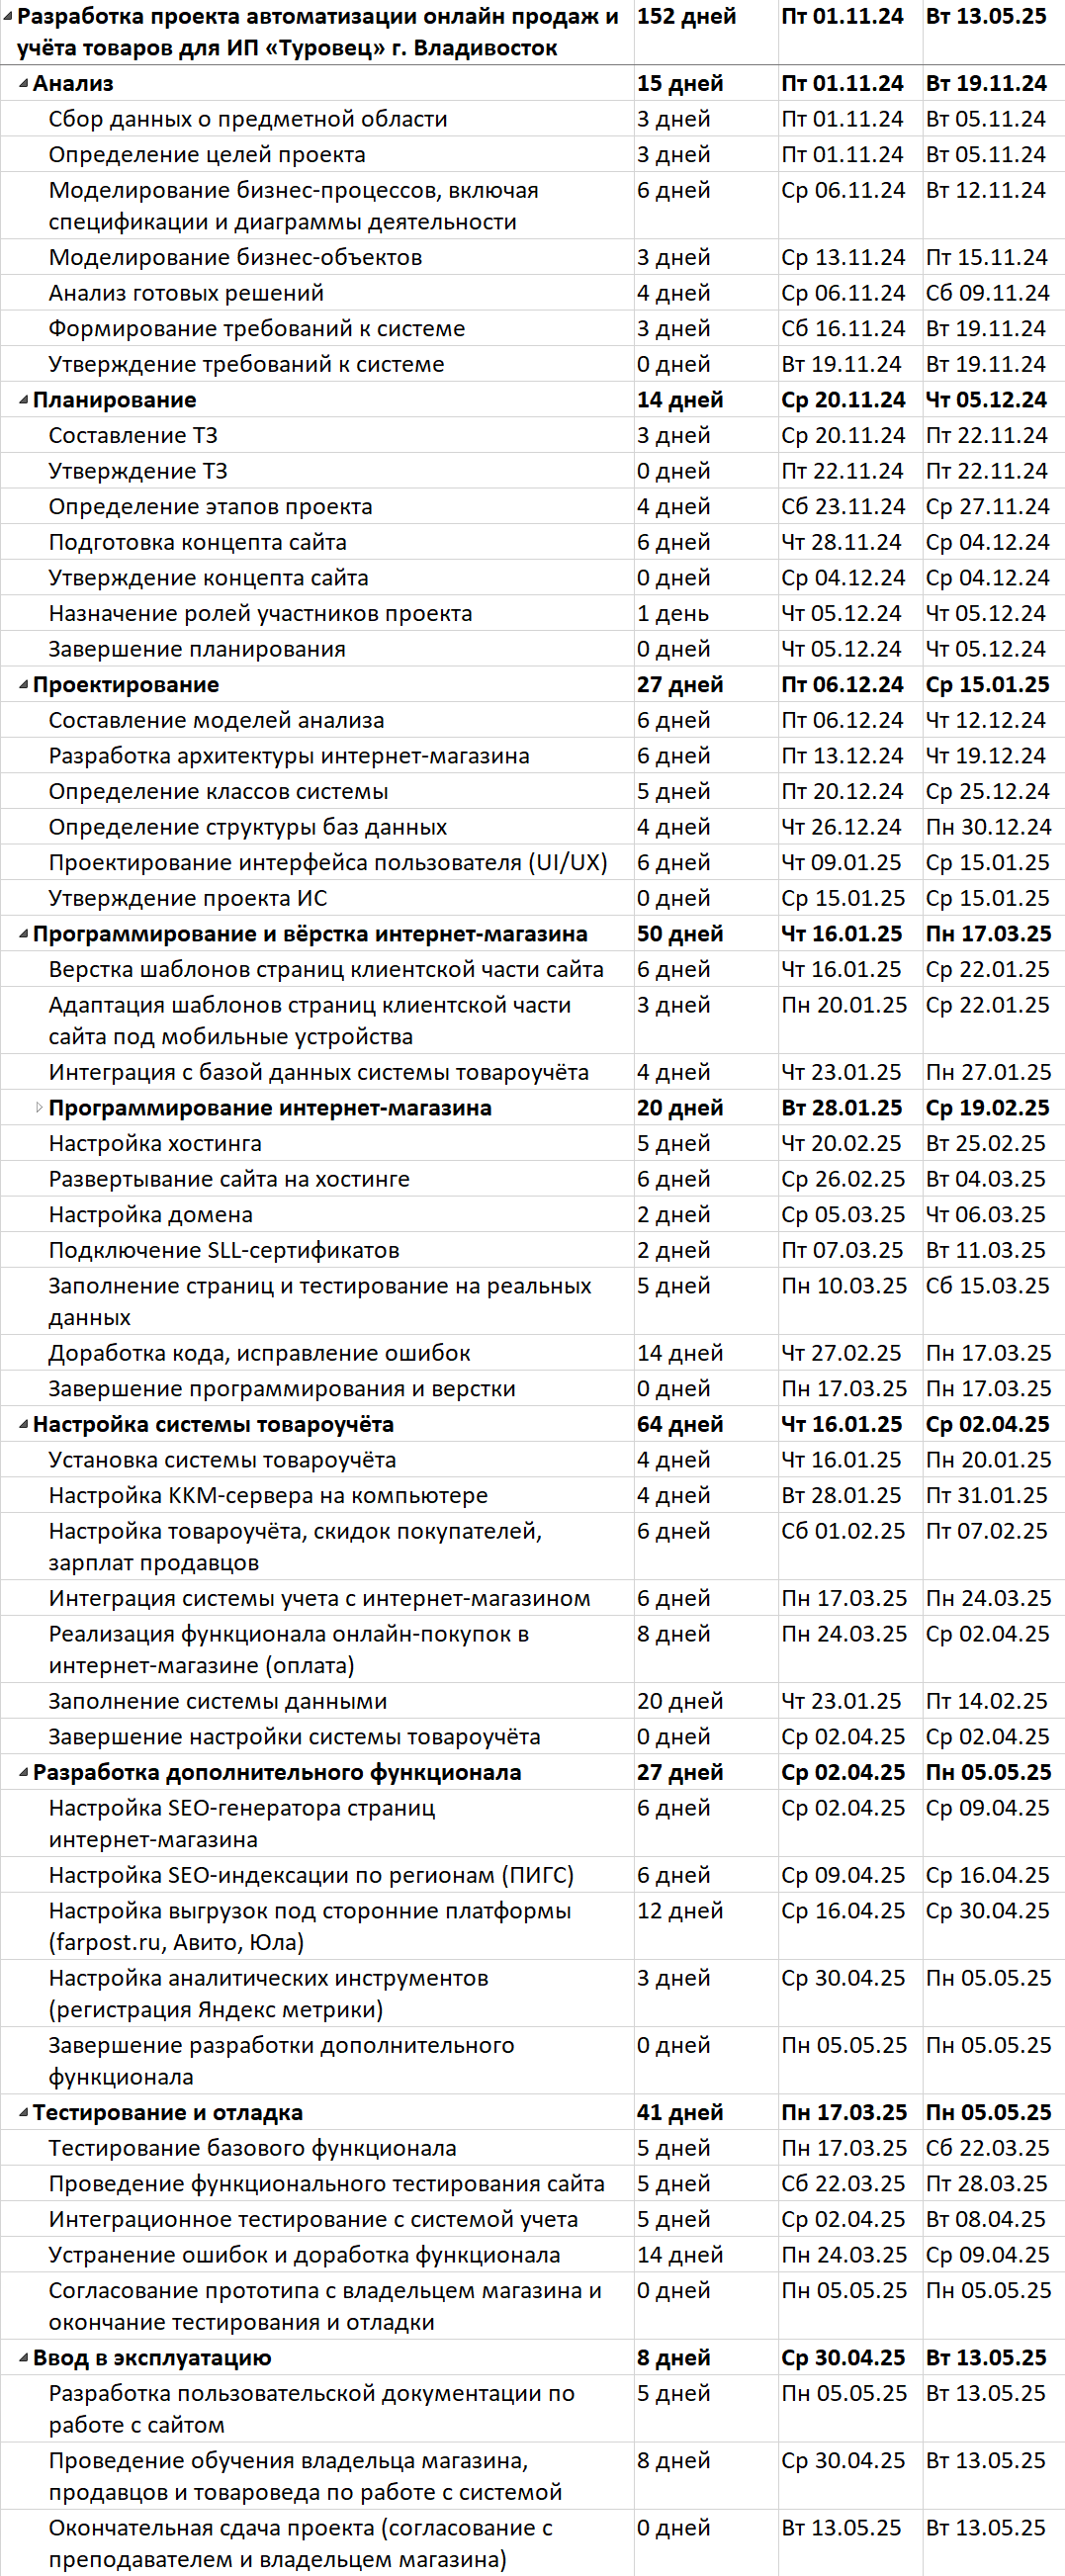 Разработка проекта автоматизации онлайн продаж и 152 дней Пт 01.11.24 Вт 13.05.25
учёта товаров для ИП «Туровец» г. Владивосток
Анализ 15 дней Пт 01.11.24 Вт 19.11.24
Сбор данных о предметной области 3 дней Пт 01.11.24 Вт 05.11.24
Определение целей проекта 3 дней Пт 01.11.24 Вт 05.11.24
Моделирование бизнес-процессов, включая 6 дней Ср 06.11.24 Вт 12.11.24
спецификации и диаграммы деятельности
Моделирование бизнес-объектов 3 дней Ср 13.11.24 Пт 15.11.24
Анализ готовых решений 4 дней Ср 06.11.24 Сб 09.11.24
Формирование требований к системе 3 дней Сб 16.11.24 Вт 19.11.24
Утверждение требований к системе 0 дней Вт 19.11.24 Вт 19.11.24
Планирование 14 дней Ср 20.11.24 Чт 05.12.24
Составление ТЗ 3 дней Ср 20.11.24 Пт 22.11.24
Утверждение ТЗ 0 дней Пт 22.11.24 Пт 22.11.24
Определение этапов проекта 4 дней Сб 23.11.24 Ср 27.11.24
Подготовка концепта сайта 6 дней Чт 28.11.24 Ср 04.12.24
Утверждение концепта сайта 0 дней Ср 04.12.24 Ср 04.12.24
Назначение ролей участников проекта 1 день Чт 05.12.24 Чт 05.12.24
Завершение планирования 0 дней Чт 05.12.24 Чт 05.12.24
Проектирование 27 дней Пт 06.12.24 Ср 15.01.25
Составление моделей анализа 6 дней Пт 06.12.24 Чт 12.12.24
Разработка архитектуры интернет-магазина 6 дней Пт 13.12.24 Чт 19.12.24
Определение классов системы 5 дней Пт 20.12.24 Ср 25.12.24
Определение структуры баз данных 4 дней Чт 26.12.24 Пн 30.12.24
Проектирование интерфейса пользователя (UI/UX) 6 дней Чт 09.01.25 Ср 15.01.25
Утверждение проекта ИС 0 дней Ср 15.01.25 Ср 15.01.25
Программирование и вёрстка интернет-магазина 50 дней Чт 16.01.25 Пн 17.03.25
Верстка шаблонов страниц клиентской части сайта 6 дней Чт 16.01.25 Ср 22.01.25
Адаптация шаблонов страниц клиентской части 3 дней Пн 20.01.25 Ср 22.01.25
сайта под мобильные устройства
Интеграция с базой данных системы товароучёта 4 дней Чт 23.01.25 Пн 27.01.25
Программирование интернет-магазина 20 дней Вт 28.01.25 Ср 19.02.25
Настройка хостинга 5 дней Чт 20.02.25 Вт 25.02.25
Развертывание сайта на хостинге 6 дней Ср 26.02.25 Вт 04.03.25
Настройка домена 2 дней Ср 05.03.25 Чт 06.03.25
Подключение SLL-сертификатов 2 дней Пт 07.03.25 Вт 11.03.25
Заполнение страниц и тестирование на реальных 5 дней Пн 10.03.25 Сб 15.03.25
данных
Доработка кода, исправление ошибок 14 дней Чт 27.02.25 Пн 17.03.25
Завершение программирования и верстки 0 дней Пн 17.03.25 Пн 17.03.25
Настройка системы товароучёта 64 дней Чт 16.01.25 Ср 02.04.25
Установка системы товароучёта 4 дней Чт 16.01.25 Пн 20.01.25
Настройка ККМ-сервера на компьютере 4 дней Вт 28.01.25 Пт 31.01.25
Настройка товароучёта, скидок покупателей, 6 дней Сб 01.02.25 Пт 07.02.25
зарплат продавцов
Интеграция системы учета с интернет-магазином 6 дней Пн 17.03.25 Пн 24.03.25
Реализация функционала онлайн-покупок в 8 дней Пн 24.03.25 Ср 02.04.25
интернет-магазине (оплата)
Заполнение системы данными 20 дней Чт 23.01.25 Пт 14.02.25
Завершение настройки системы товароучёта 0 дней Ср 02.04.25 Ср 02.04.25
Разработка дополнительного функционала 27 дней Ср 02.04.25 Пн 05.05.25
Настройка SEO-генератора страниц 6 дней Ср 02.04.25 Ср 09.04.25
интернет-магазина
Настройка SEO-индексации по регионам (ПИГС) 6 дней Ср 09.04.25 Ср 16.04.25
Настройка выгрузок под сторонние платформы 12 дней Ср 16.04.25 Ср 30.04.25
(farpost.ru, Авито, Юла)
Настройка аналитических инструментов 3 дней Ср 30.04.25 Пн 05.05.25
(регистрация Яндекс метрики)
Завершение разработки дополнительного 0 дней Пн 05.05.25 Пн 05.05.25
функционала
Тестирование и отладка 41 дней Пн 17.03.25 Пн 05.05.25
Тестирование базового функционала 5 дней Пн 17.03.25 Сб 22.03.25
Проведение функционального тестирования сайта 5 дней Сб 22.03.25 Пт 28.03.25
Интеграционное тестирование с системой учета 5 дней Ср 02.04.25 Вт 08.04.25
Устранение ошибок и доработка функционала 14 дней Пн 24.03.25 Ср 09.04.25
Согласование прототипа с владельцем магазина и 0 дней Пн 05.05.25 Пн 05.05.25
окончание тестирования и отладки
Ввод в эксплуатацию 8 дней Ср 30.04.25 Вт 13.05.25
Разработка пользовательской документации по 5 дней Пн 05.05.25 Вт 13.05.25
работе с сайтом
Проведение обучения владельца магазина, 8 дней Ср 30.04.25 Вт 13.05.25
продавцов и товароведа по работе с системой
Окончательная сдача проекта (согласование с 0 дней Вт 13.05.25 Вт 13.05.25
преподавателем и владельцем магазина)